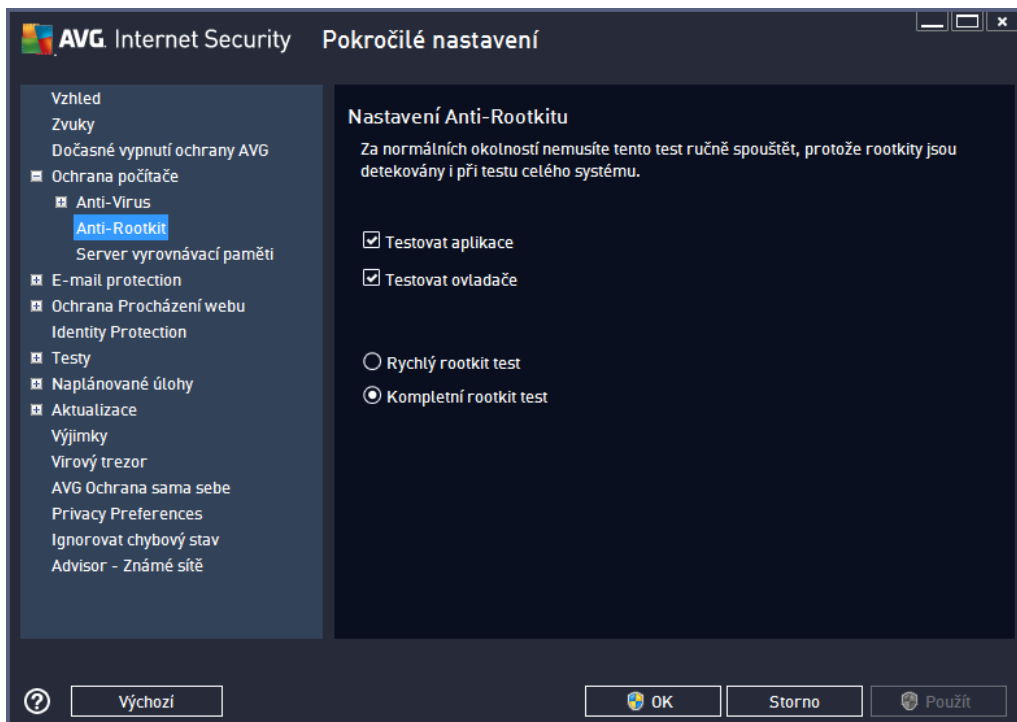 AVG. Internet Security Pokročilé nastavení
Vzhled
Zvuky
Dočasné vypnutí ochrany AVG
Ochrana počítače
Anti-Virus
Anti-Rootkit
Server vyrovnávací paměti
E-mail protection
Ochrana Procházení webu
Identity Protection
Testy
Naplánované úlohy
Aktualizace
Výjimky
Virový trezor
AVG Ochrana sama sebe
Privacy Preferences
Ignorovat chybový stav
Advisor - Známé sítě
Nastavení Anti-Rootkitu
Za normálních okolností nemusíte tento test ručně spouštět, protože rootkity jsou
detekovány i při testu celého systému.
Testovat aplikace
Testovat ovladače
Rychlý rootkit test
Kompletní rootkit test
? Výchozí OK Storno Použít